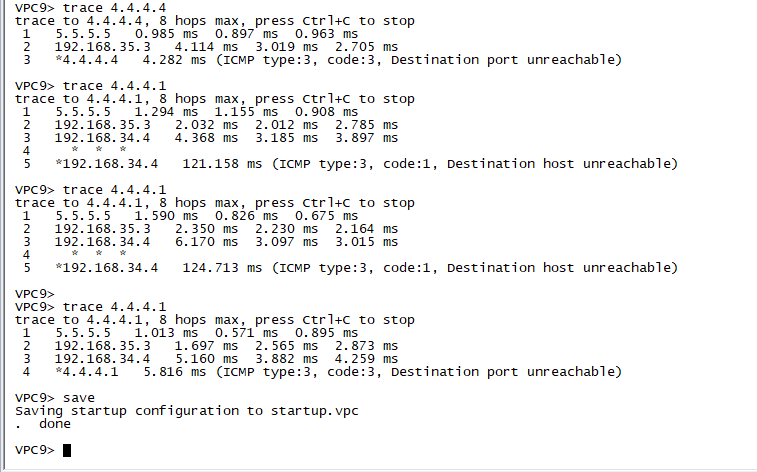 VPC9> trace 4.4.4.4
trace to 4.4.4.4, 8 hops max, press Ctrl+C to stop
1 5.5.5.5 0.985 ms 0.897 ms 0.963 ms
2 192.168.35.3 4.114 ms 3.019 ms 2.705 ms
3 *4.4.4.4 4.282 ms (ICMP type:3, code:3, Destination port unreachable)
VPC9> trace 4.4.4.1
trace to 4.4.4.1, 8 hops max, press Ctrl+C to stop
1 5.5.5.5 1.294 ms 1.155 ms 0.908 ms
2 192.168.35.3 2.032 ms 2.012 ms 2.785 ms
3 192.168.34.4 4.368 ms 3.185 ms 3.897 ms
4 * * *
5 *192.168.34.4 121.158 ms (ICMP type:3, code:1, Destination host unreachable)
VPC9> trace 4.4.4.1
trace to 4.4.4.1, 8 hops max, press Ctrl+C to stop
1 5.5.5.5 1.590 ms 0.826 ms 0.675 ms
2 192.168.35.3 2.350 ms 2.230 ms 2.164 ms
3 192.168.34.4 6.170 ms 3.097 ms 3.015 ms
4 * * *
5 *192.168.34.4 124.713 ms (ICMP type:3, code:1, Destination host unreachable)
VPC9>
VPC9> trace 4.4.4.1
trace to 4.4.4.1, 8 hops max, press Ctrl+C to stop
1 5.5.5.5 1.013 ms 0.571 ms 0.895 ms
2 192.168.35.3 1.697 ms 2.565 ms 2.873 ms
3 192.168.34.4 5.160 ms 3.882 ms 4.259 ms
4 *4.4.4.1 5.816 ms (ICMP type:3, code:3, Destination port unreachable)
VPC9> save
Saving startup configuration to startup.vpc
. done
VPC9>